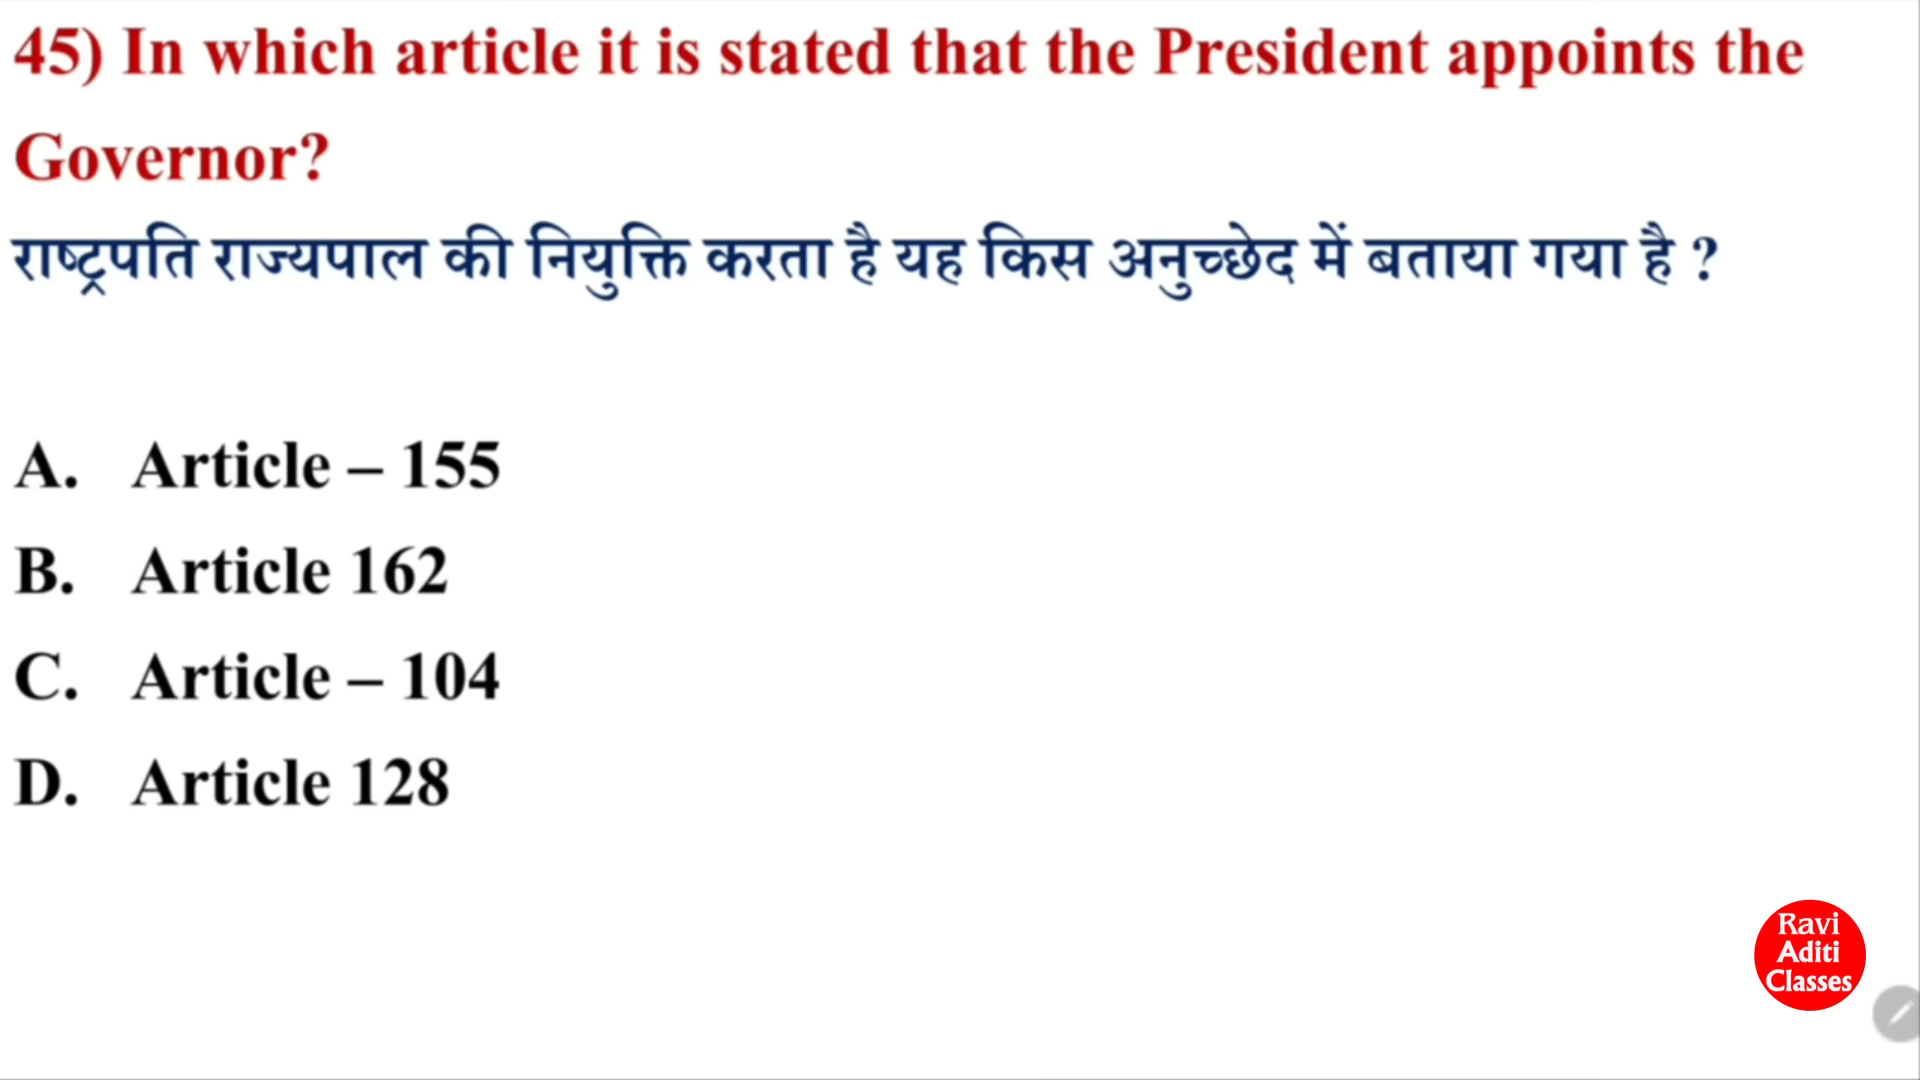 45) In which article it is stated that the President appoints the
Governor?
राष्ट्रपति राज्यपाल की नियुक्ति करता है यह किस अनुच्छेद में बताया गया है ?
A. Article – 155
B. Article 162
C. Article – 104
D. Article 128
Ravi
Aditi
Classes